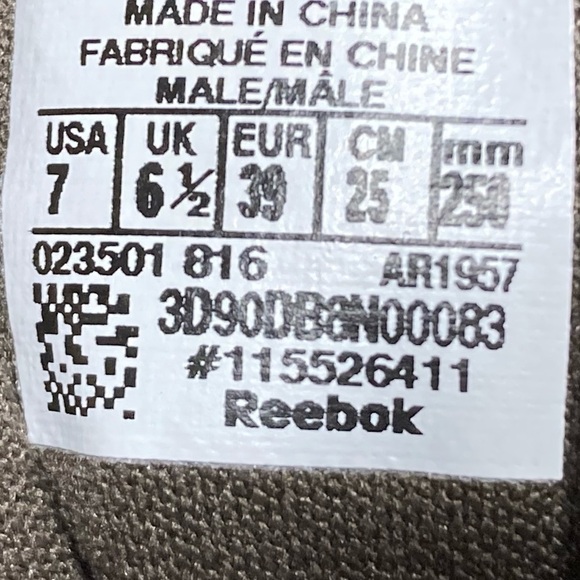 MADE IN CHINA
FABRIQUÉ EN CHINE
MALE/MÂLE
USA UK EUR CM mm
7 6 ½ 39 25 250
023501 816 AR1957
3D90DB8N00083
#115526411
Reebok